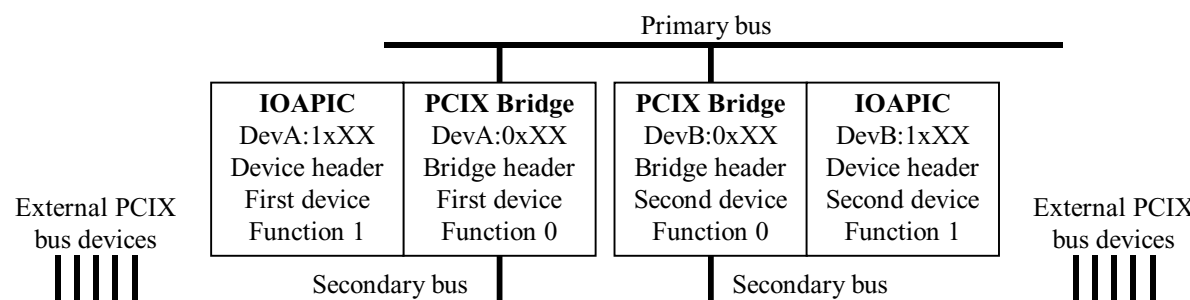 Primary bus
IOAPIC
DevA:1xXX
Device header
First device
Function 1
PCIX Bridge
DevA:0xXX
Bridge header
First device
Function 0
PCIX Bridge
DevB:0xXX
Bridge header
Second device
Function 0
IOAPIC
DevB:1xXX
Device header
Second device
Function 1
External PCIX
bus devices
Secondary bus
Secondary bus
External PCIX
bus devices